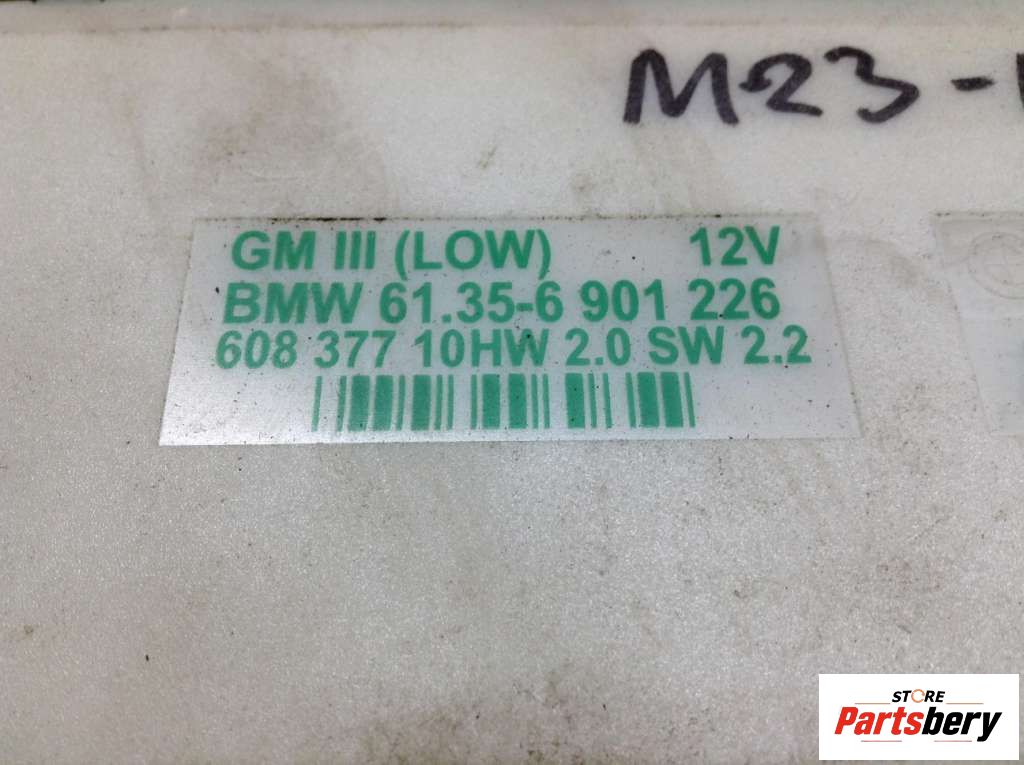 M23-
GM III (LOW) 12V
BMW 61.35-6 901 226
608 377 10HW 2.0 SW 2.2
STORE
Partsbery